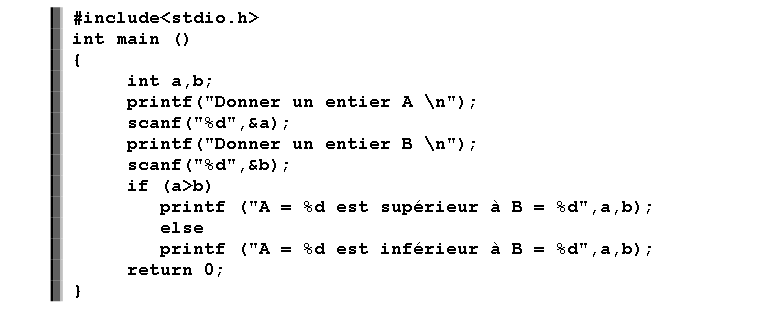 #include<stdio.h>
int main ()
{
int a,b;
printf("Donner un entier A \n");
scanf("%d",&a);
printf("Donner un entier B \n");
scanf("%d",&b);
if (a>b)
printf ("A = %d est supérieur à B = %d",a,b);
else
printf ("A = %d est inférieur à B = %d",a,b);
return 0;
}